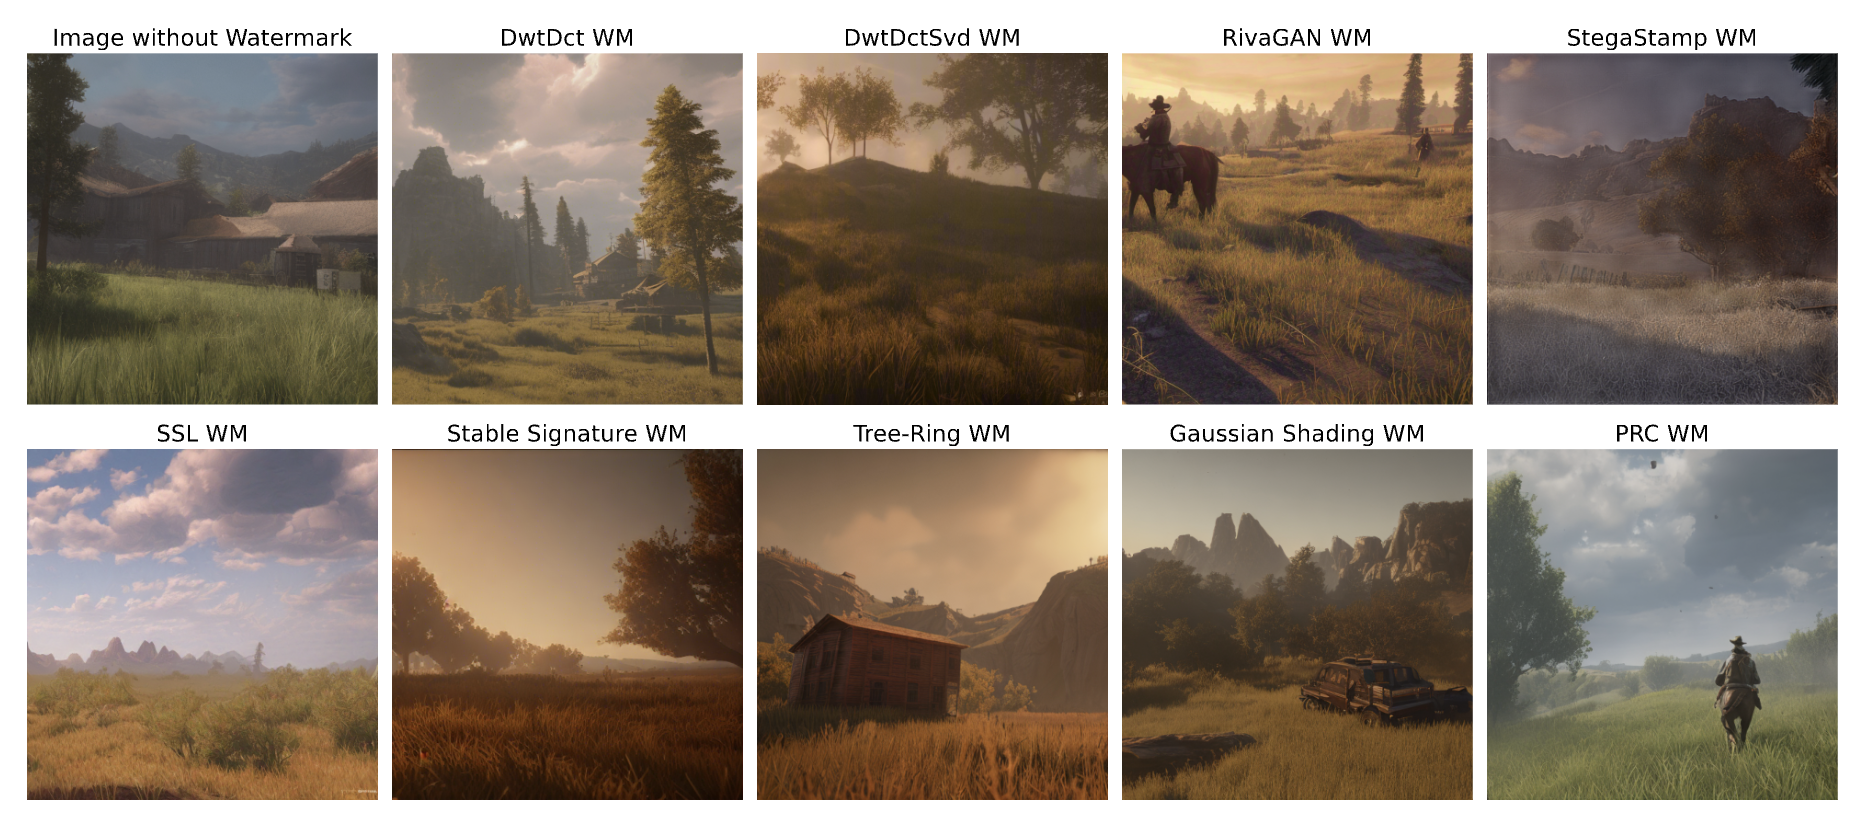 Image without Watermark
DwtDct WM
DwtDctSvd WM
RivaGAN WM
StegaStamp WM
SSL WM
Stable Signature WM
Tree-Ring WM
Gaussian Shading WM
PRC WM